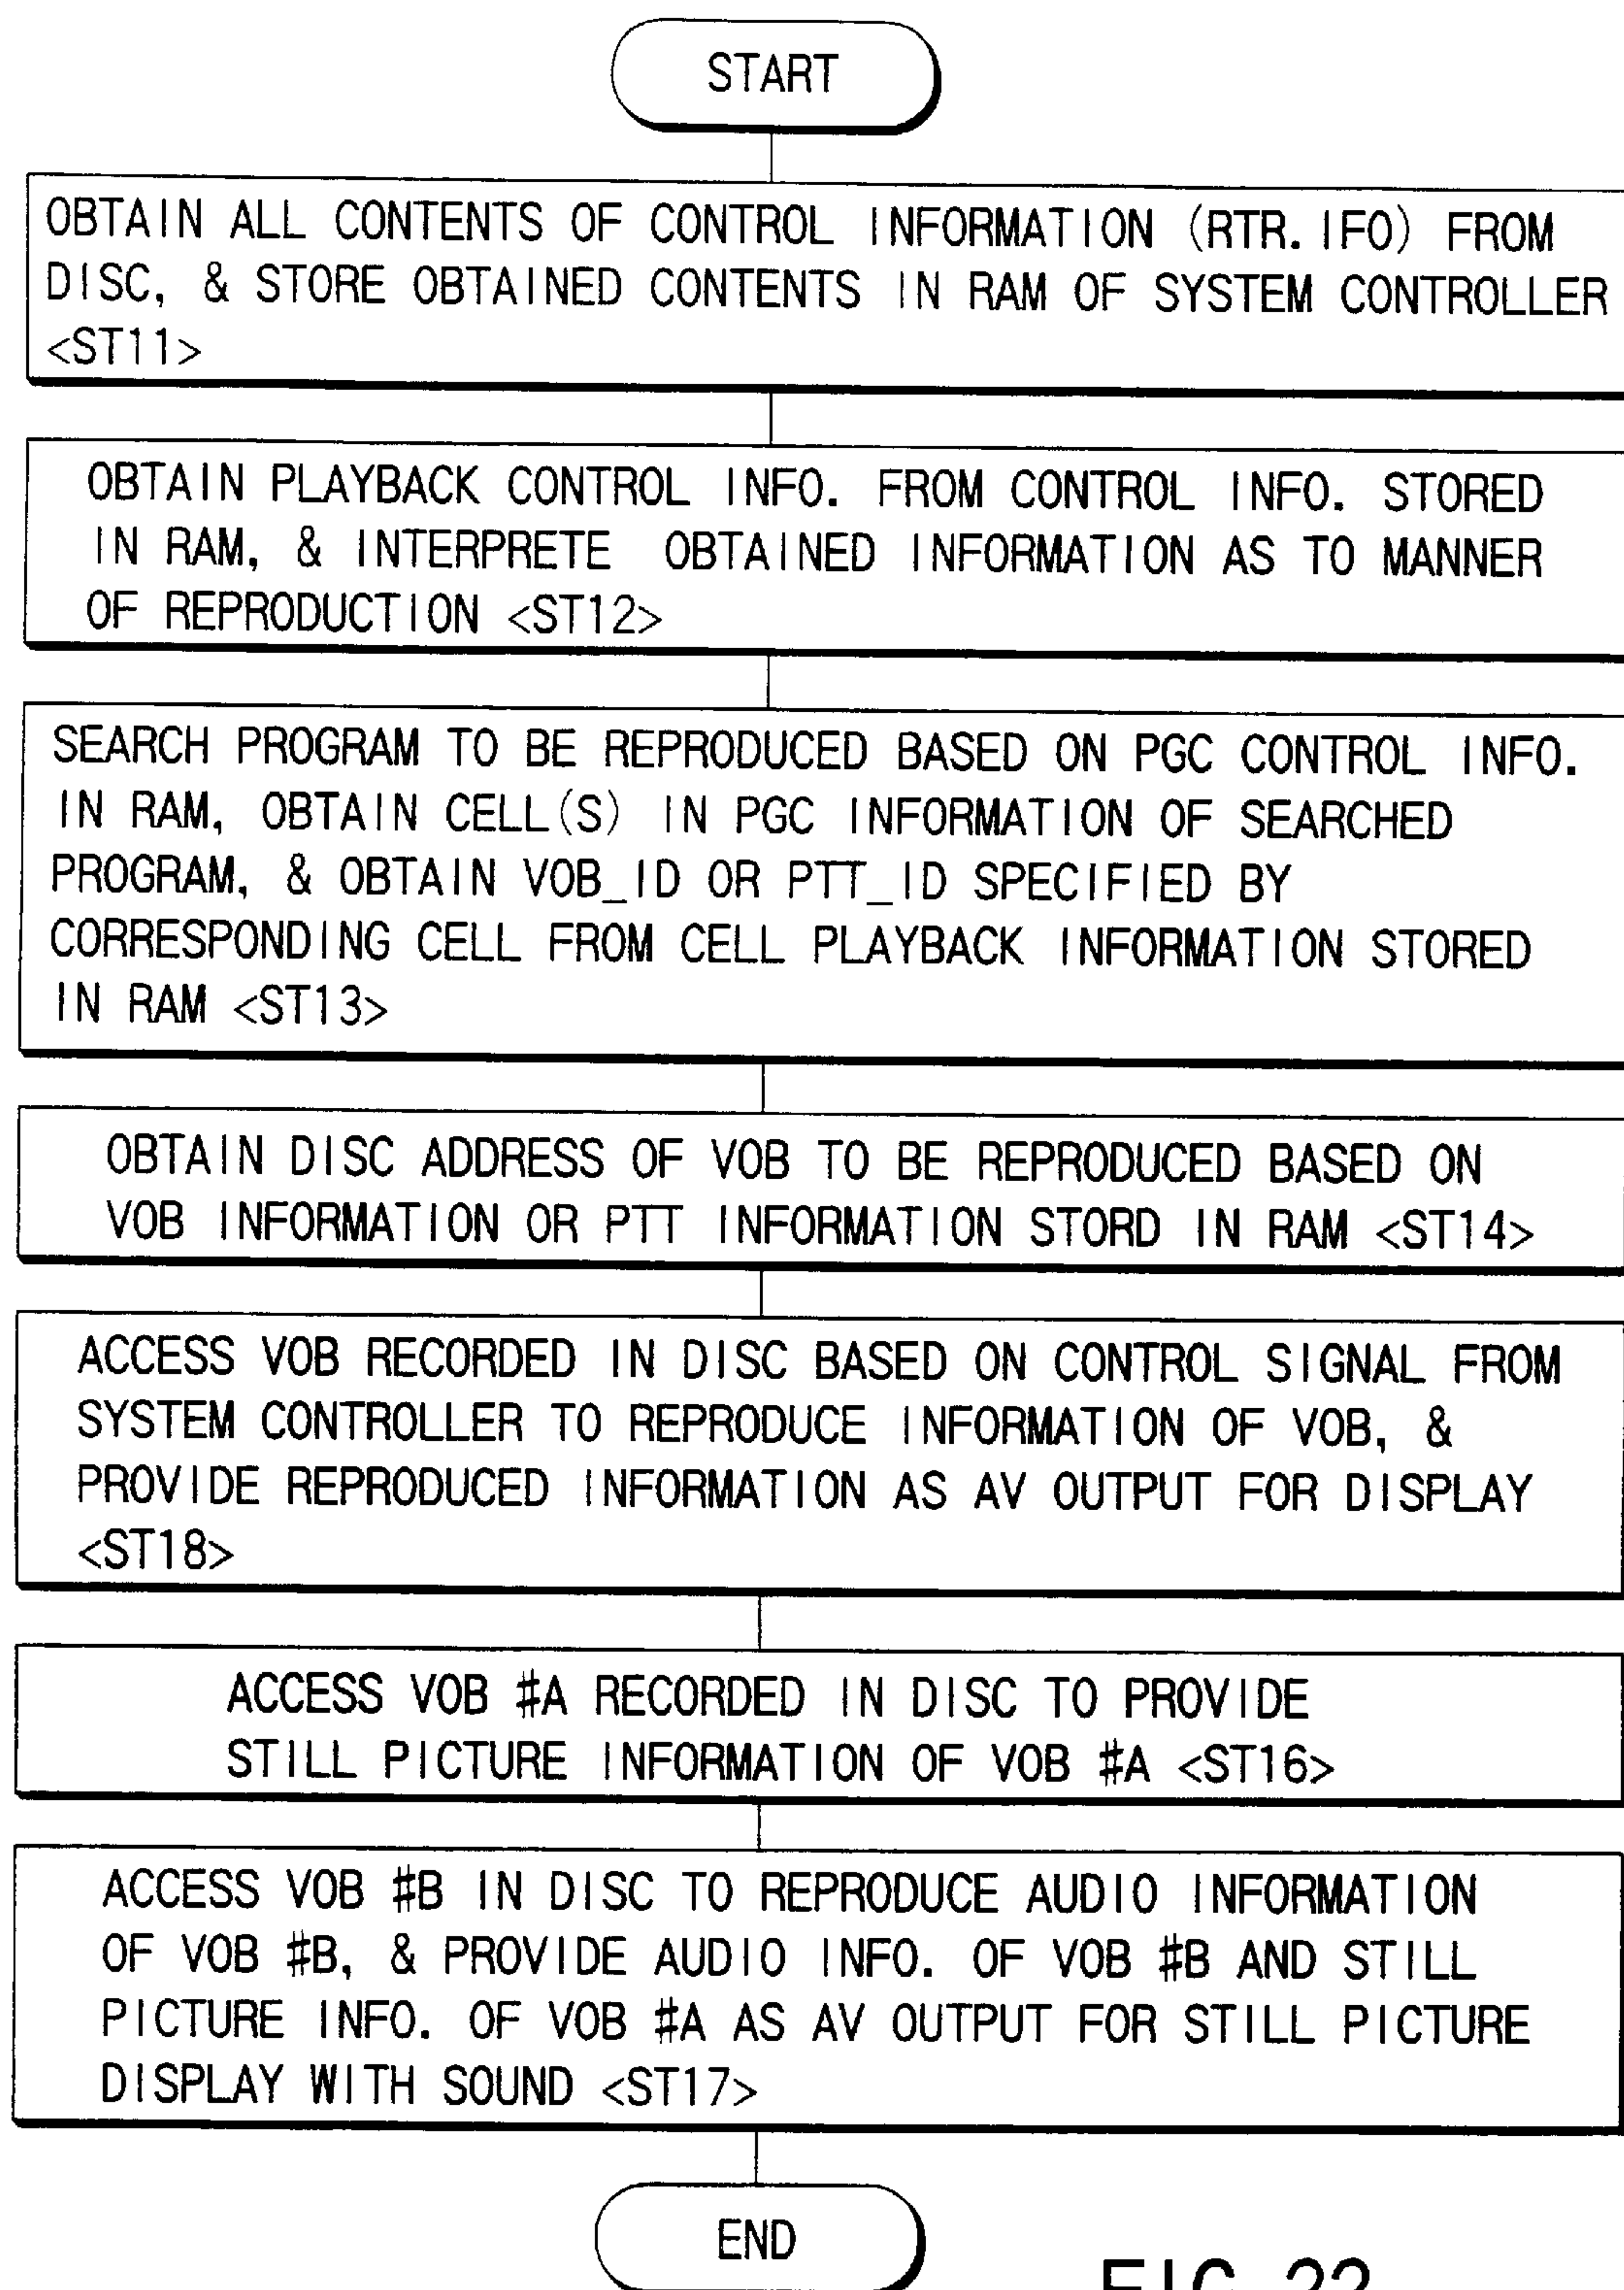 START
OBTAIN ALL CONTENTS OF CONTROL INFORMATION (RTR.IFO) FROM
DISC, & STORE OBTAINED CONTENTS IN RAM OF SYSTEM CONTROLLER
<ST11>
OBTAIN PLAYBACK CONTROL INFO. FROM CONTROL INFO. STORED
IN RAM, & INTERPRETE OBTAINED INFORMATION AS TO MANNER
OF REPRODUCTION <ST12>
SEARCH PROGRAM TO BE REPRODUCED BASED ON PGC CONTROL INFO.
IN RAM, OBTAIN CELL(S) IN PGC INFORMATION OF SEARCHED
PROGRAM, & OBTAIN VOB_ID OR PTT_ID SPECIFIED BY
CORRESPONDING CELL FROM CELL PLAYBACK INFORMATION STORED
IN RAM <ST13>
OBTAIN DISC ADDRESS OF VOB TO BE REPRODUCED BASED ON
VOB INFORMATION OR PTT INFORMATION STORD IN RAM <ST14>
ACCESS VOB RECORDED IN DISC BASED ON CONTROL SIGNAL FROM
SYSTEM CONTROLLER TO REPRODUCE INFORMATION OF VOB, &
PROVIDE REPRODUCED INFORMATION AS AV OUTPUT FOR DISPLAY
<ST18>
ACCESS VOB #A RECORDED IN DISC TO PROVIDE
STILL PICTURE INFORMATION OF VOB #A <ST16>
ACCESS VOB #B IN DISC TO REPRODUCE AUDIO INFORMATION
OF VOB #B, & PROVIDE AUDIO INFO. OF VOB #B AND STILL
PICTURE INFO. OF VOB #A AS AV OUTPUT FOR STILL PICTURE
DISPLAY WITH SOUND <ST17>
END